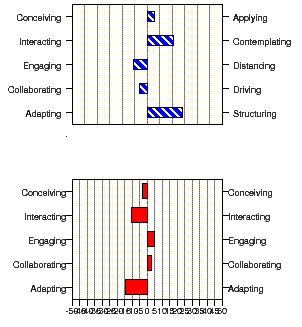 Conceiving Applying
Interacting Contemplating
Engaging Distancing
Collaborating Driving
Adapting Structuring
Conceiving Conceiving
Interacting Interacting
Engaging Engaging
Collaborating Collaborating
Adapting Adapting